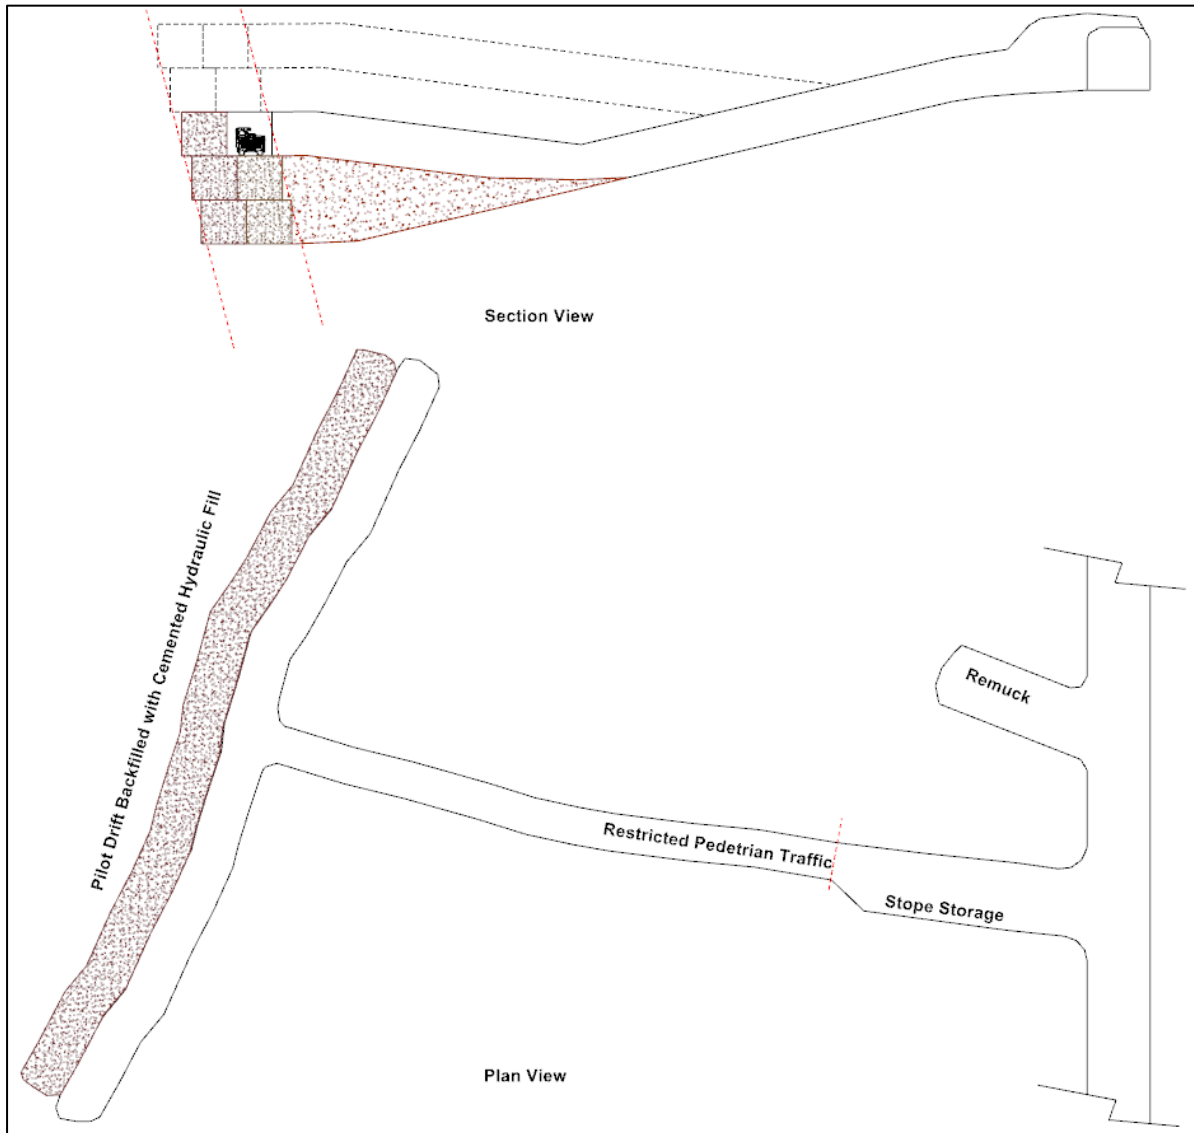 Section View
Pilot Drift Backfilled with Cemented Hydraulic Fill
Remuck
Restricted Pedetrian Traffic
Stope Storage
Plan View